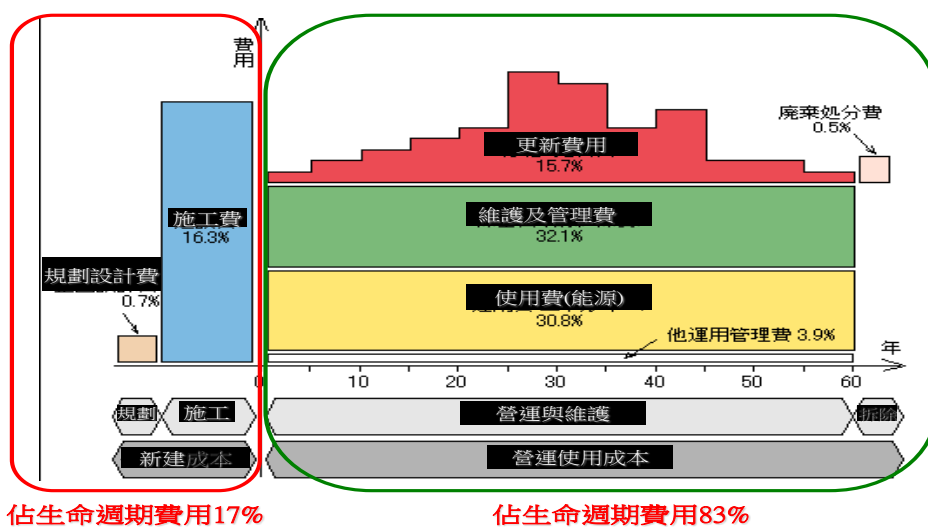 費用
廃棄処分費
0.5%
更新費用
15.7%
施工費
16.3%
維護及管理費
32.1%
規劃設計費
0.7%
使用費(能源)
30.8%
他運用管理費 3.9%
年
0 10 20 30 40 50 60
規劃 施工 營運與維護 拆除
新建成本 營運使用成本
佔生命週期費用17% 佔生命週期費用83%